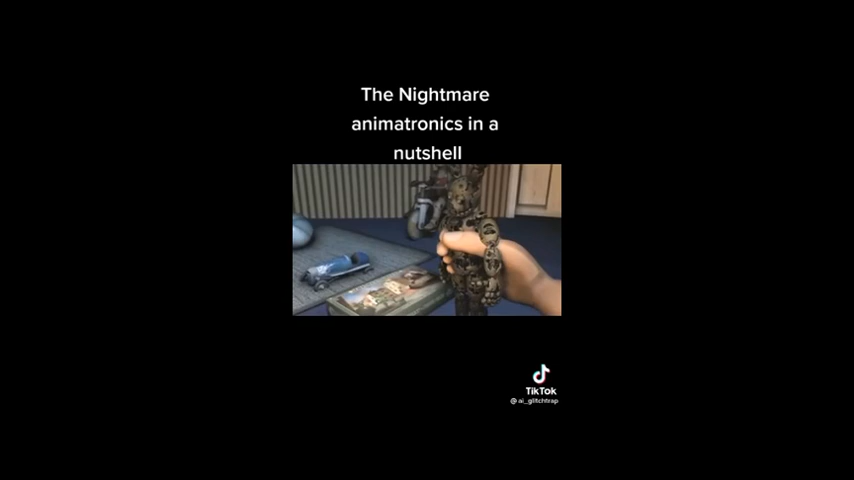 The Nightmare
animatronics in a
nutshell
TikTok
@ai_glitchtrap